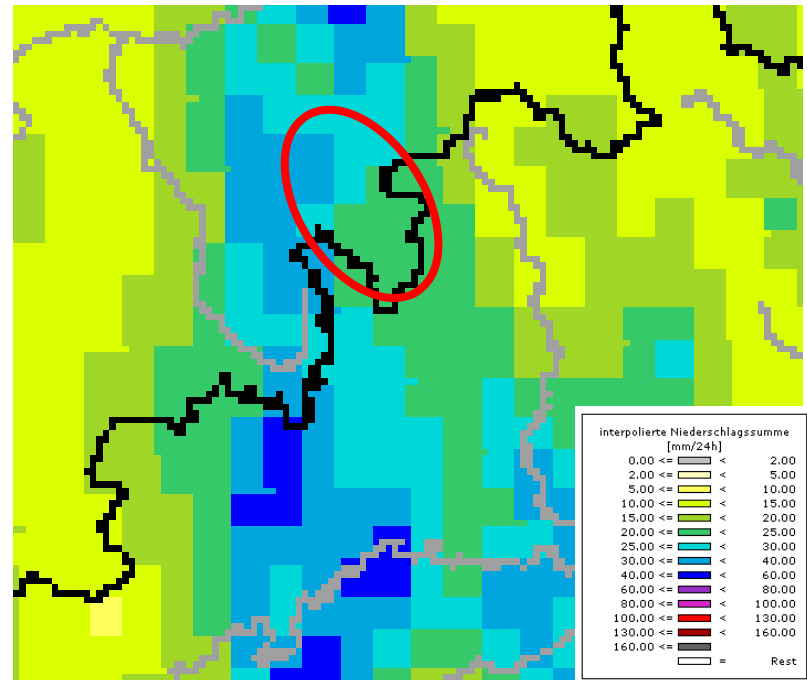 interpolierte Niederschlagssumme
[mm/24h]
0.00 <= < 2.00
2.00 <= < 5.00
5.00 <= < 10.00
10.00 <= < 15.00
15.00 <= < 20.00
20.00 <= < 25.00
25.00 <= < 30.00
30.00 <= < 40.00
40.00 <= < 60.00
60.00 <= < 80.00
80.00 <= < 100.00
100.00 <= < 130.00
130.00 <= < 160.00
160.00 <=
= Rest